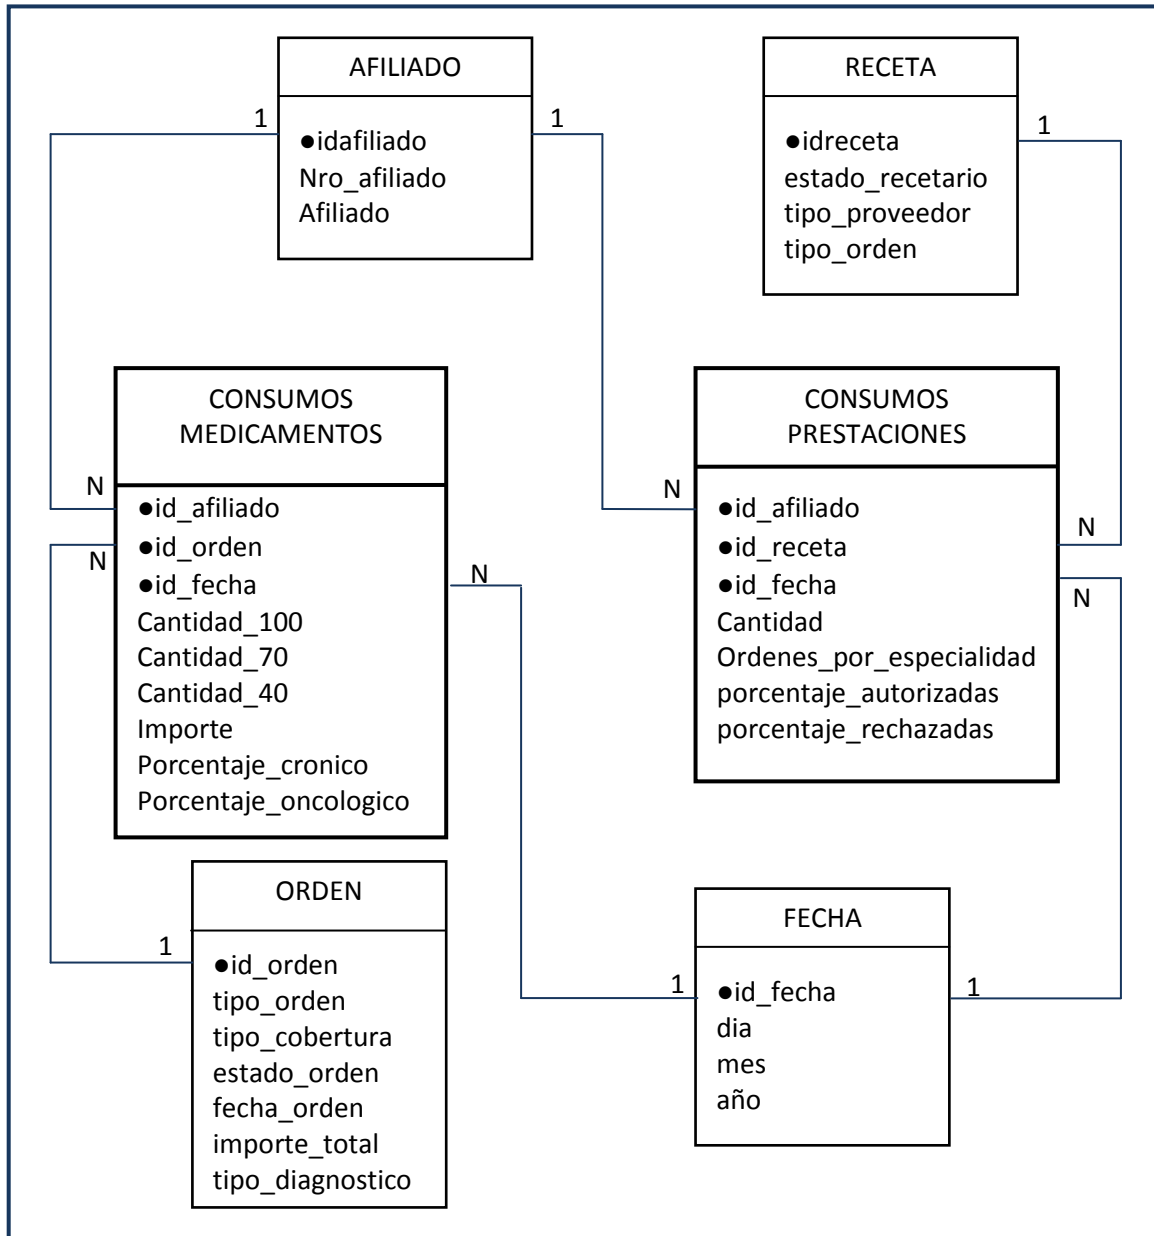 AFILIADO
1
1
●idafiliado
Nro_afiliado
Afiliado
RECETA
1
●idreceta
estado_recetario
tipo_proveedor
tipo_orden
CONSUMOS
MEDICAMENTOS
N
N
N
●id_afiliado
●id_orden
●id_fecha
Cantidad_100
Cantidad_70
Cantidad_40
Importe
Porcentaje_cronico
Porcentaje_oncologico
CONSUMOS
PRESTACIONES
N
N
N
●id_afiliado
●id_receta
●id_fecha
Cantidad
Ordenes_por_especialidad
porcentaje_autorizadas
porcentaje_rechazadas
ORDEN
1
●id_orden
tipo_orden
tipo_cobertura
estado_orden
fecha_orden
importe_total
tipo_diagnostico
FECHA
1
1
●id_fecha
dia
mes
año